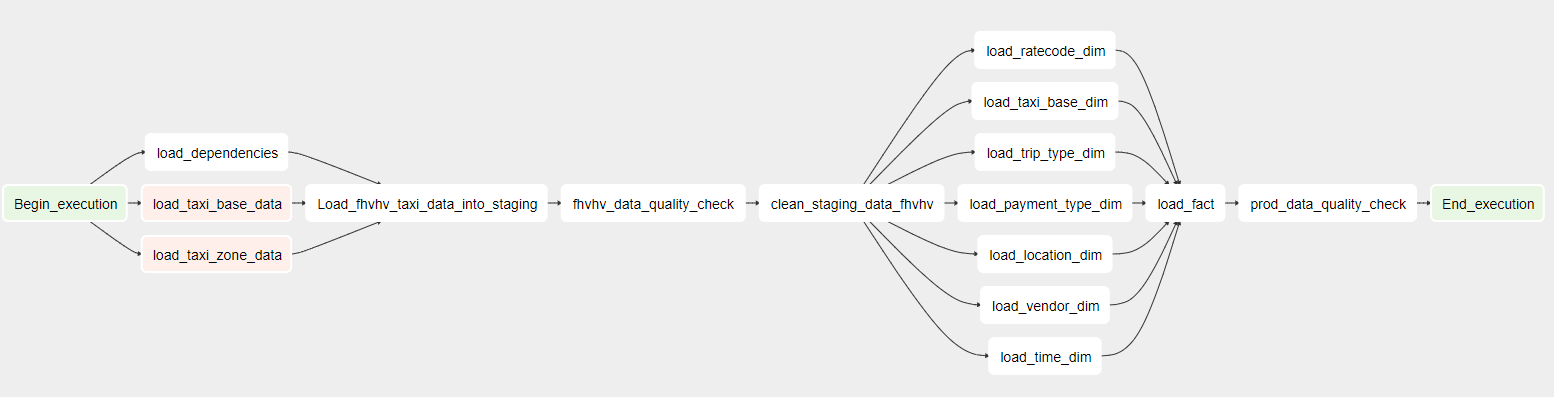 Begin_execution
load_dependencies
load_taxi_base_data
load_taxi_zone_data
Load_fhvhv_taxi_data_into_staging
fhvhv_data_quality_check
clean_staging_data_fhvhv
load_ratecode_dim
load_taxi_base_dim
load_trip_type_dim
load_payment_type_dim
load_location_dim
load_vendor_dim
load_time_dim
load_fact
prod_data_quality_check
End_execution